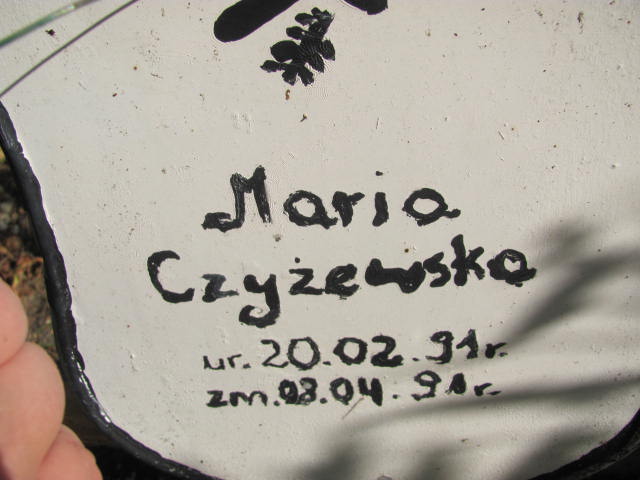 Maria
Czyżewska
ur. 20.02.91r.
zm. 08.04.91r.